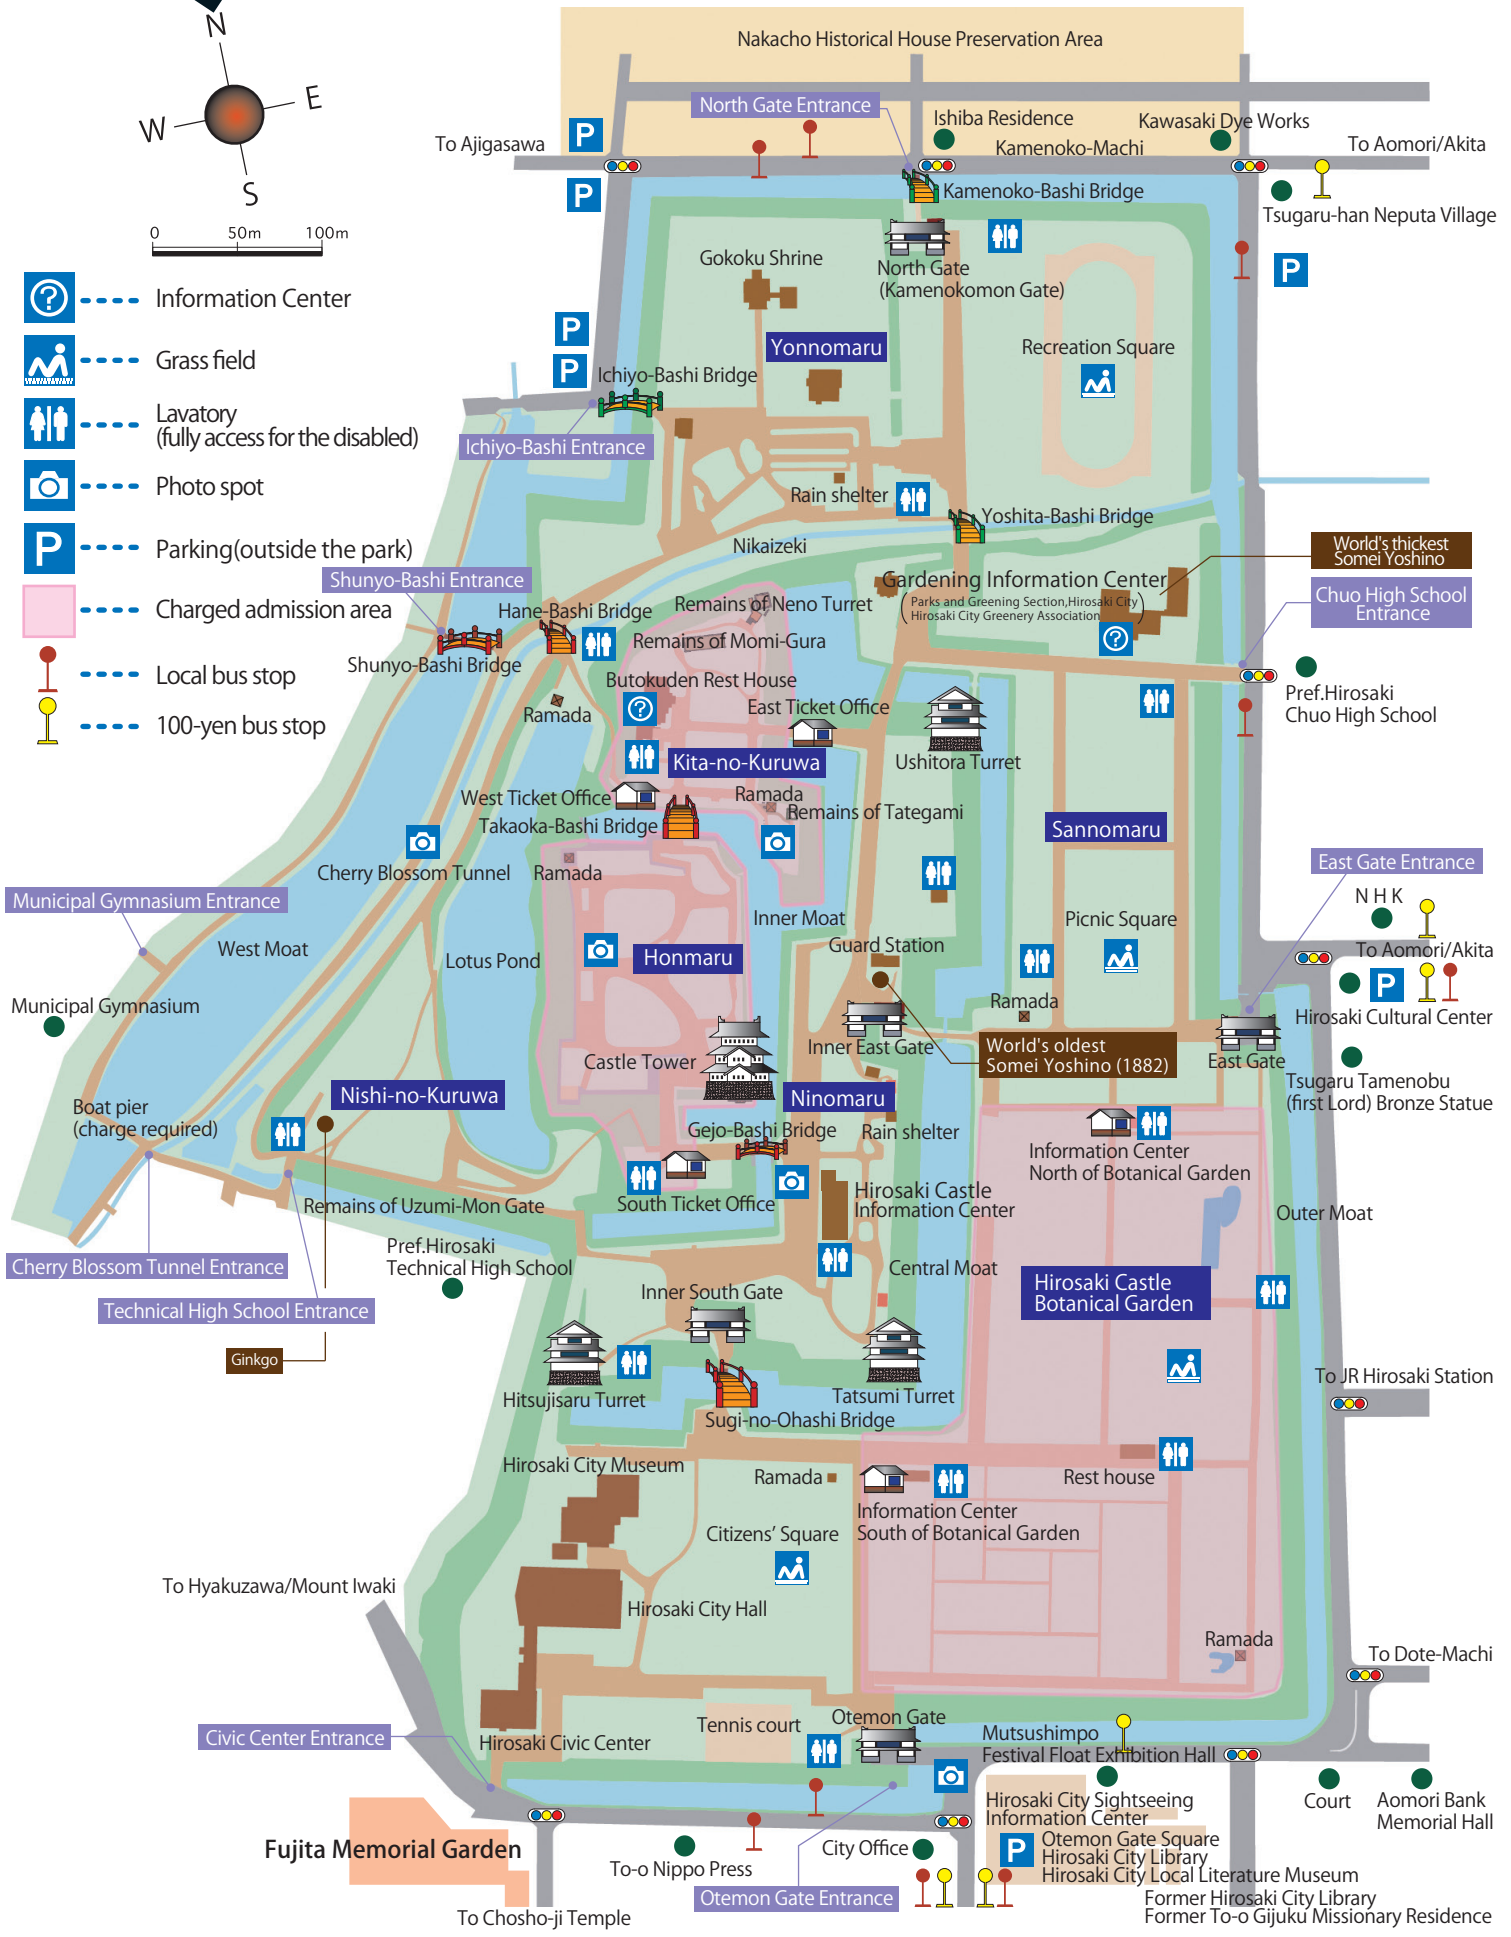 Nakacho Historical House Preservation Area
N
E
W
S
0 50m 100m
North Gate Entrance
Ishiba Residence
Kawasaki Dye Works
To Ajigasawa
P
Kamenoko-Machi
To Aomori/Akita
P
Kamenoko-Bashi Bridge
Tsugaru-han Neputa Village
P
Information Center
Grass field
Lavatory
(fully access for the disabled)
Photo spot
P
Parking(outside the park)
Charged admission area
Local bus stop
100-yen bus stop
Gokoku Shrine
North Gate
(Kamenokomon Gate)
P
Yonnomaru
Recreation Square
P
Ichiyo-Bashi Bridge
Ichiyo-Bashi Entrance
Rain shelter
Yoshita-Bashi Bridge
Nikaizeki
World's thickest
Somei Yoshino
Shunyo-Bashi Entrance
Gardening Information Center
(Parks and Greening Section,Hirosaki City
Hirosaki City Greenery Association)
Chuo High School
Entrance
Hane-Bashi Bridge
Remains of Neno Turret
Remains of Momi-Gura
Shunyo-Bashi Bridge
Butokuden Rest House
Pref.Hirosaki
Chuo High School
Ramada
East Ticket Office
Ushitora Turret
Kita-no-Kuruwa
West Ticket Office
Ramada
Remains of Tategami
Takaoka-Bashi Bridge
Sannomaru
Cherry Blossom Tunnel
Ramada
East Gate Entrance
Municipal Gymnasium Entrance
N H K
Inner Moat
Picnic Square
West Moat
Lotus Pond
Honmaru
Guard Station
To Aomori/Akita
P
Municipal Gymnasium
Ramada
Hirosaki Cultural Center
Castle Tower
Inner East Gate
World's oldest
Somei Yoshino (1882)
East Gate
Tsugaru Tamenobu
(first Lord) Bronze Statue
Nishi-no-Kuruwa
Ninomaru
Boat pier
(charge required)
Gejo-Bashi Bridge
Rain shelter
Information Center
North of Botanical Garden
Remains of Uzumi-Mon Gate
South Ticket Office
Hirosaki Castle
Information Center
Outer Moat
Cherry Blossom Tunnel Entrance
Pref.Hirosaki
Technical High School
Central Moat
Technical High School Entrance
Inner South Gate
Hirosaki Castle
Botanical Garden
Ginkgo
Hitsujisaru Turret
Tatsumi Turret
Sugi-no-Ohashi Bridge
To JR Hirosaki Station
Hirosaki City Museum
Ramada
Rest house
Information Center
South of Botanical Garden
Citizens' Square
To Hyakuzawa/Mount Iwaki
Hirosaki City Hall
Ramada
To Dote-Machi
Civic Center Entrance
Hirosaki Civic Center
Tennis court
Otemon Gate
Mutsushimpo
Festival Float Exhibition Hall
Hirosaki City Sightseeing
Information Center
Court
Aomori Bank
Memorial Hall
Fujita Memorial Garden
To-o Nippo Press
City Office
P
Otemon Gate Square
Hirosaki City Library
Hirosaki City Local Literature Museum
Otemon Gate Entrance
Former Hirosaki City Library
Former To-o Gijuku Missionary Residence
To Chosho-ji Temple